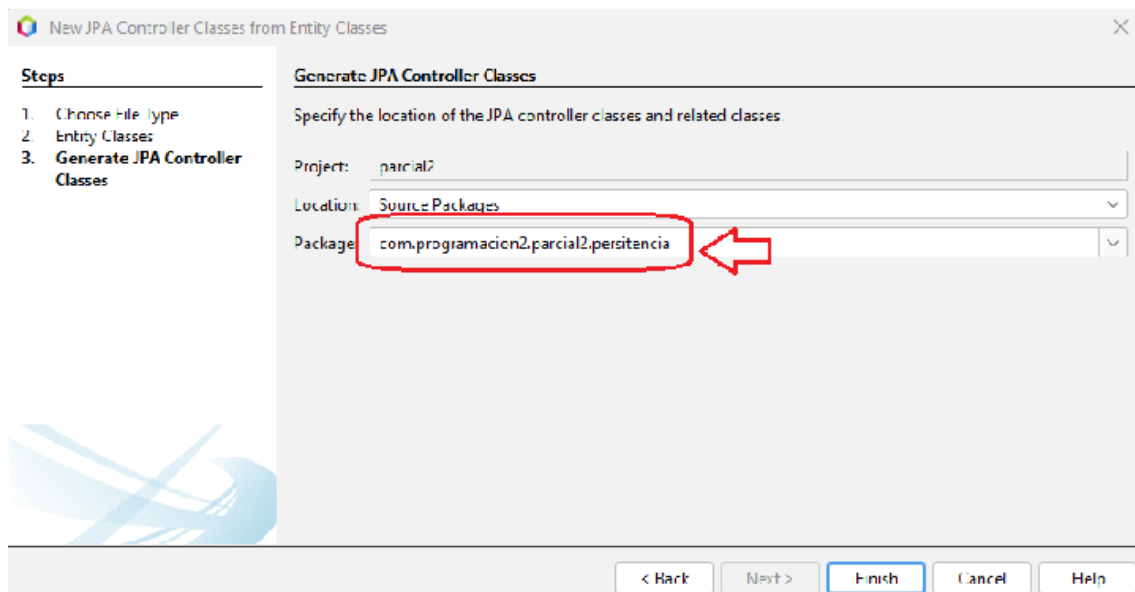 New JPA Controller Classes from Entity Classes
Steps
1. Choose File Type
2. Entity Classes
3. Generate JPA Controller
Classes
Generate JPA Controller Classes
Specify the location of the JPA controller classes and related classes.
Project: parcial2
Location: Source Packages
Package: com.programacion2.parcial2.persitencia
< Back Next > Finish Cancel Help